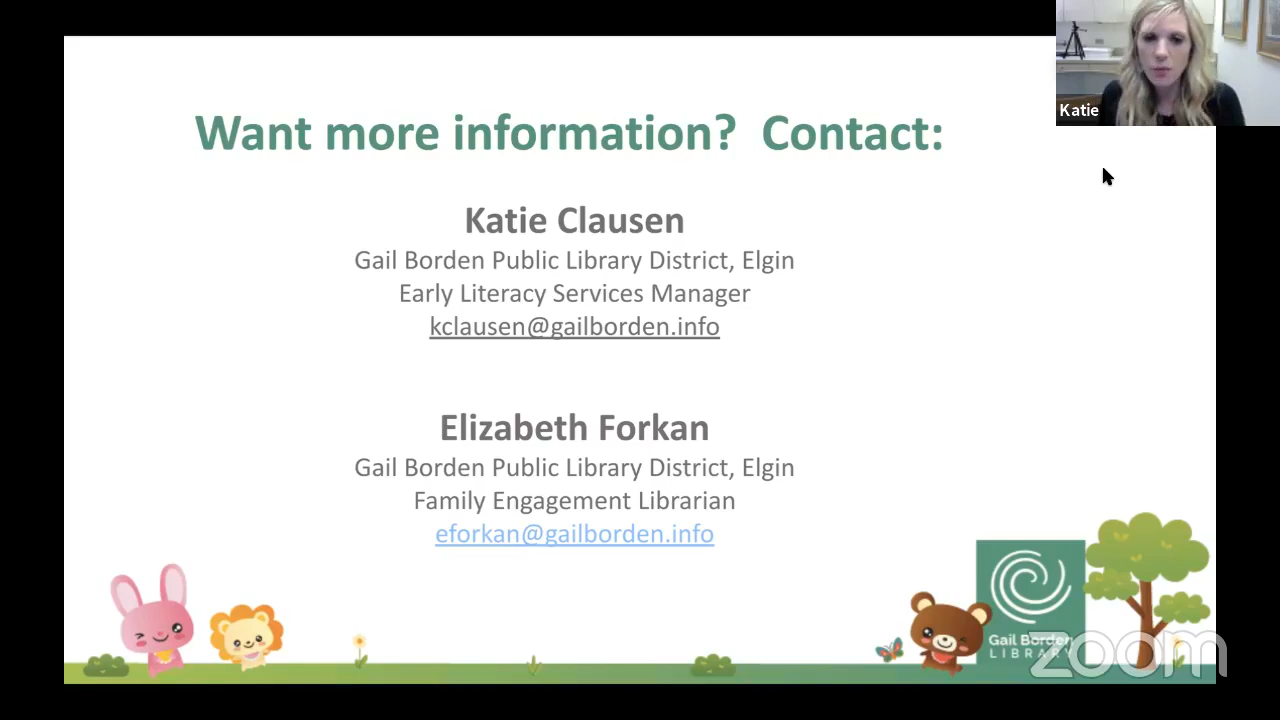 Want more information?  Contact:
Katie
Katie Clausen
Gail Borden Public Library District, Elgin
Early Literacy Services Manager
kclausen@gailborden.info
Elizabeth Forkan
Gail Borden Public Library District, Elgin
Family Engagement Librarian
eforkan@gailborden.info
Gail Borden
LIBRARY
zoom